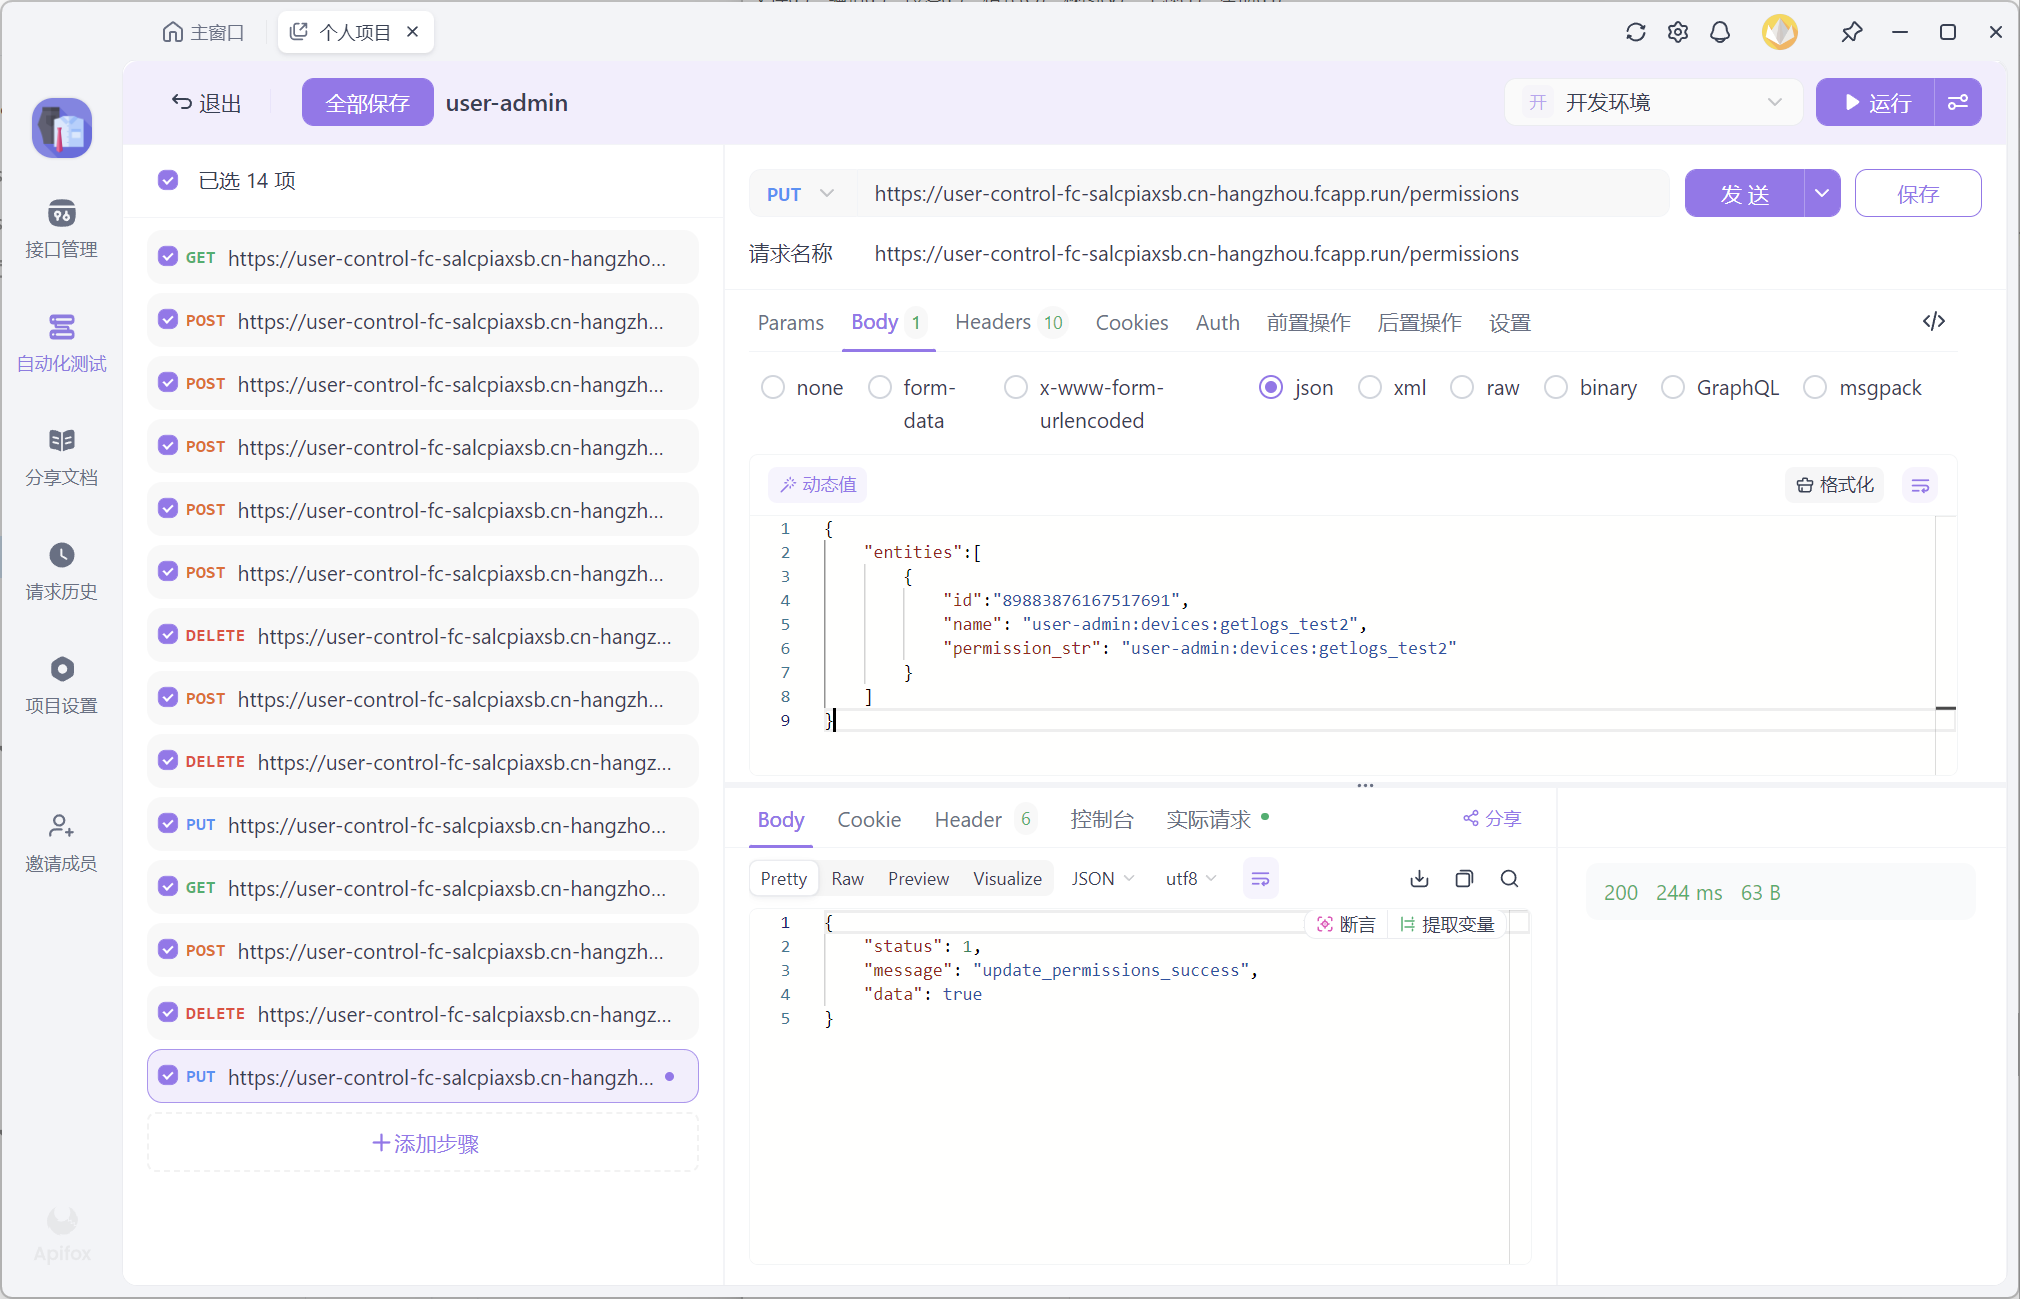 主窗口
个人项目
退出
全部保存
user-admin
开 开发环境
运行
接口管理
自动化测试
分享文档
请求历史
项目设置
邀请成员
Apifox
已选 14 项
GET https://user-control-fc-salcpiaxsb.cn-hangzho...
POST https://user-control-fc-salcpiaxsb.cn-hangzh...
POST https://user-control-fc-salcpiaxsb.cn-hangzh...
POST https://user-control-fc-salcpiaxsb.cn-hangzh...
POST https://user-control-fc-salcpiaxsb.cn-hangzh...
POST https://user-control-fc-salcpiaxsb.cn-hangzh...
DELETE https://user-control-fc-salcpiaxsb.cn-hangz...
POST https://user-control-fc-salcpiaxsb.cn-hangzh...
DELETE https://user-control-fc-salcpiaxsb.cn-hangz...
PUT https://user-control-fc-salcpiaxsb.cn-hangzho...
GET https://user-control-fc-salcpiaxsb.cn-hangzho...
POST https://user-control-fc-salcpiaxsb.cn-hangzh...
DELETE https://user-control-fc-salcpiaxsb.cn-hangz...
PUT https://user-control-fc-salcpiaxsb.cn-hangzh...
添加步骤
PUT https://user-control-fc-salcpiaxsb.cn-hangzhou.fcapp.run/permissions
发 送
保存
请求名称 https://user-control-fc-salcpiaxsb.cn-hangzhou.fcapp.run/permissions
Params Body 1 Headers 10 Cookies Auth 前置操作 后置操作 设置
none form-data x-www-form-urlencoded json xml raw binary GraphQL msgpack
动态值 格式化
1 {
2 "entities":[
3 {
4 "id":"89883876167517691",
5 "name": "user-admin:devices:getlogs_test2",
6 "permission_str": "user-admin:devices:getlogs_test2"
7 }
8 ]
9 }
Body Cookie Header 6 控制台 实际请求 分享
Pretty Raw Preview Visualize JSON utf8
200 244 ms 63 B
断言 提取变量
1 {
2 "status": 1,
3 "message": "update_permissions_success",
4 "data": true
5 }